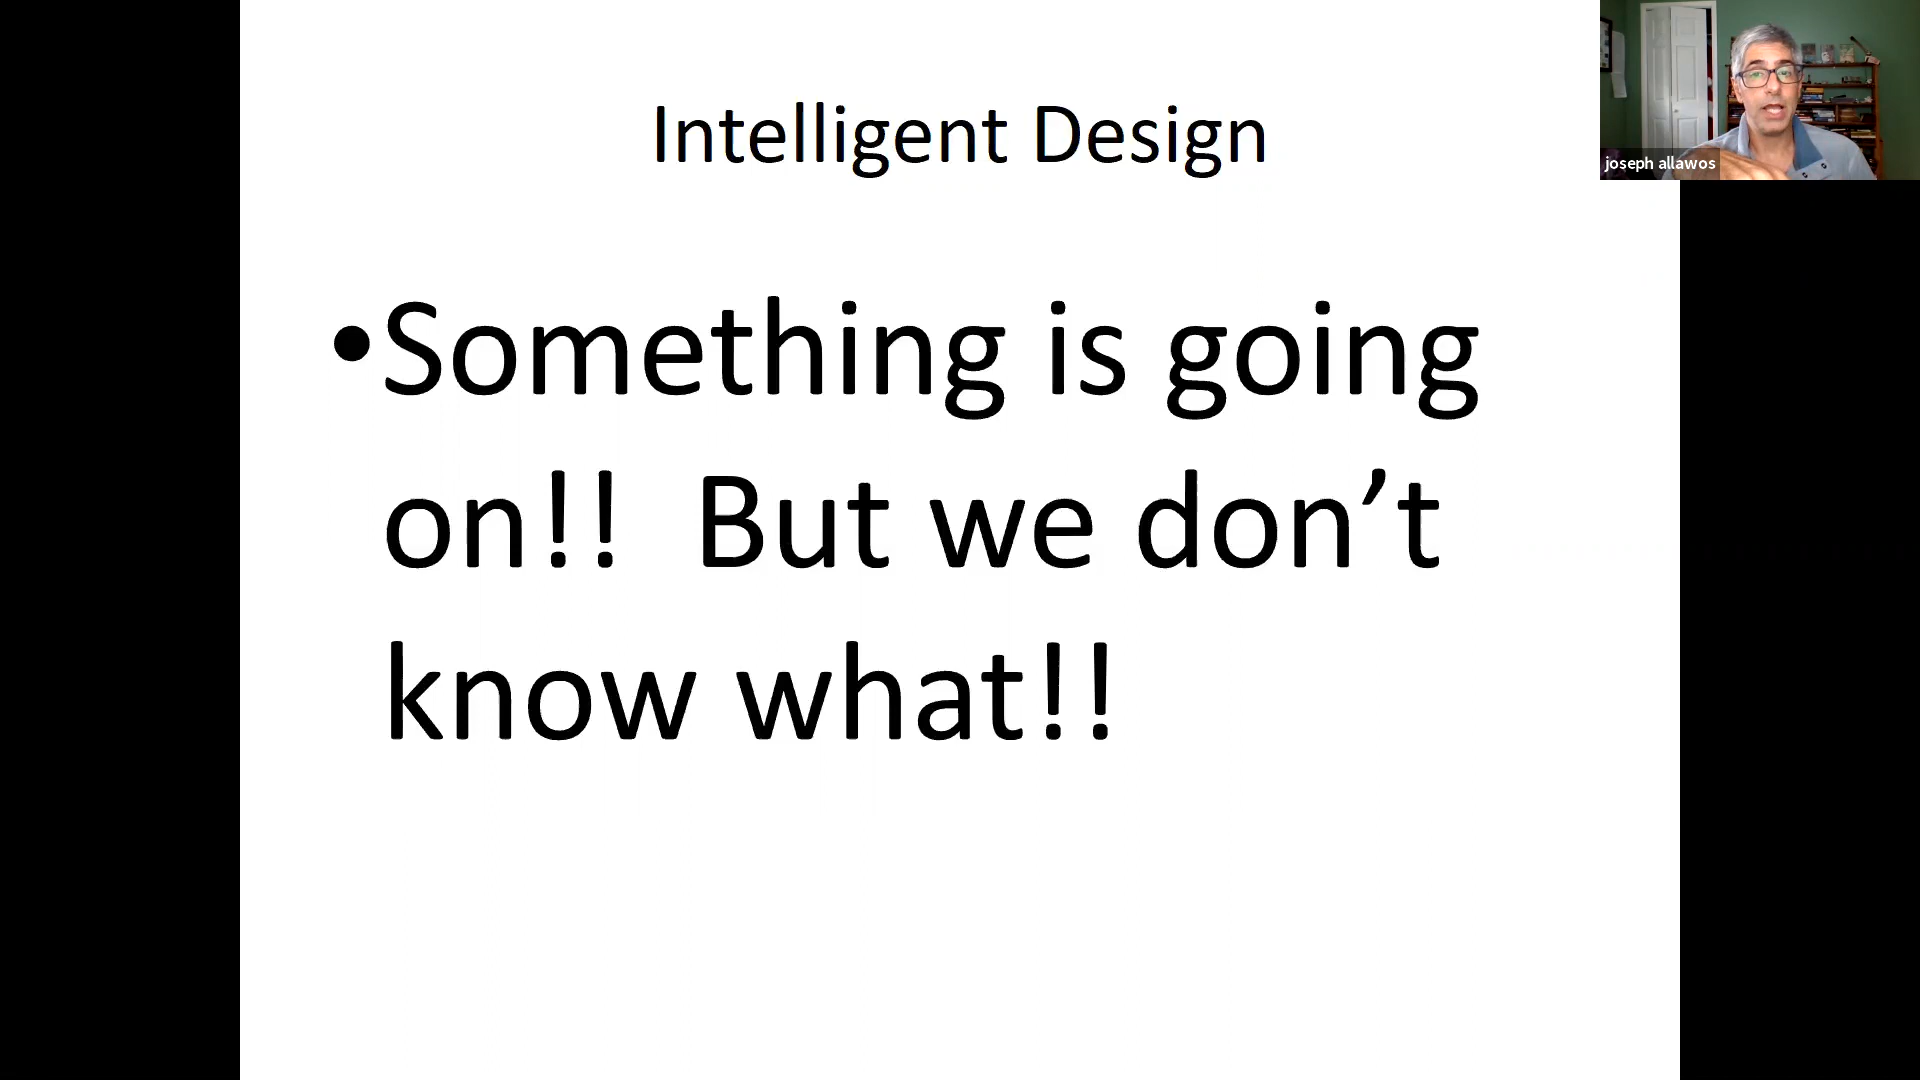 Intelligent Design
•Something is going
on!!  But we don’t
know what!!
joseph allawos